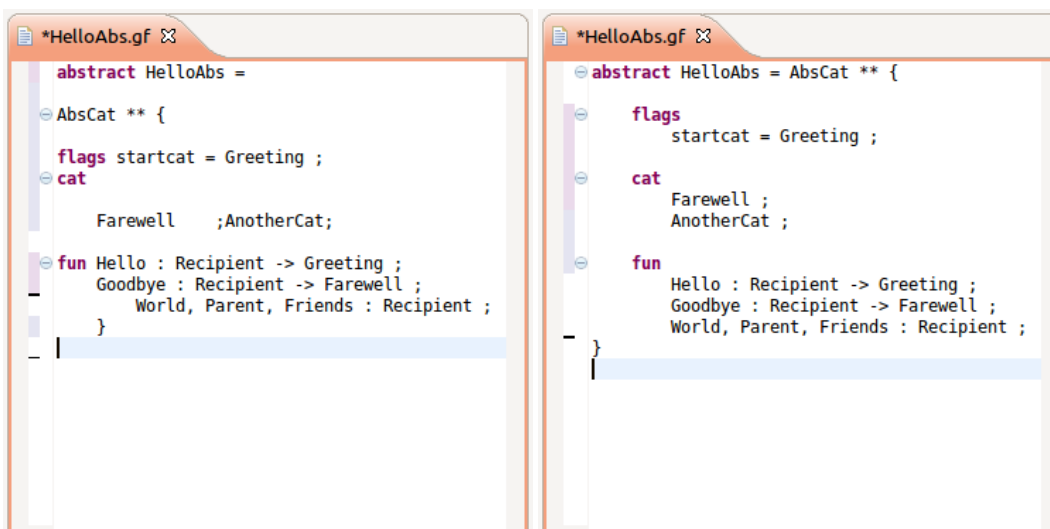 *HelloAbs.gf
abstract HelloAbs =
AbsCat ** {
flags startcat = Greeting ;
cat
Farewell    ;AnotherCat;
fun Hello : Recipient -> Greeting ;
Goodbye : Recipient -> Farewell ;
World, Parent, Friends : Recipient ;
}
*HelloAbs.gf
abstract HelloAbs = AbsCat ** {
flags
startcat = Greeting ;
cat
Farewell ;
AnotherCat ;
fun
Hello : Recipient -> Greeting ;
Goodbye : Recipient -> Farewell ;
World, Parent, Friends : Recipient ;
}